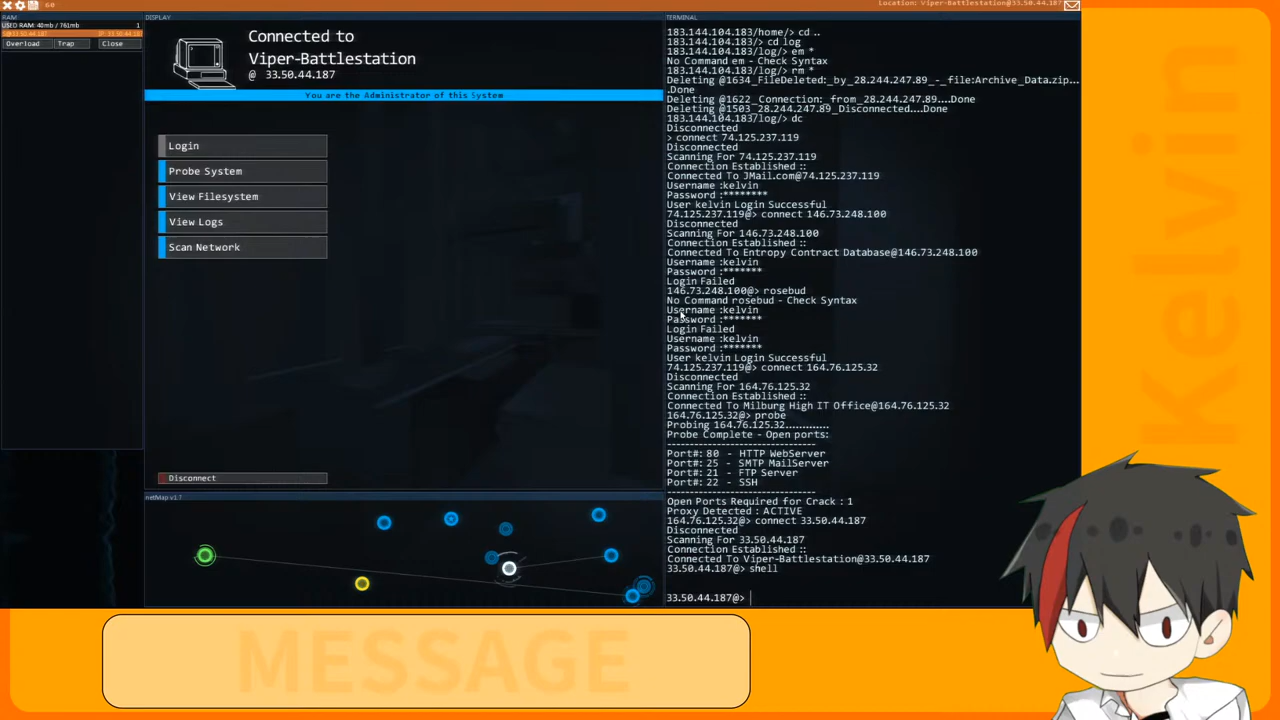 60
Location: Viper-Battlestation@33.50.44.187
RAM
USED RAM: 40mb / 761mb
1
IP: 33.50.44.187
Overload
Trap
Close
DISPLAY
Connected to
Viper-Battlestation
@ 33.50.44.187
You are the Administrator of this System
Login
Probe System
View Filesystem
View Logs
Scan Network
Disconnect
netMap v1.7
TERMINAL
183.144.104.183/home/> cd ..
183.144.104.183/> cd log
183.144.104.183/log/> em *
No Command em - Check Syntax
183.144.104.183/log/> rm *
Deleting @1634_FileDeleted:_by_28.244.247.89_-_file:Archive_Data.zip...
.Done
Deleting @1622_Connection:_from_28.244.247.89....Done
Deleting @1503_28.244.247.89_Disconnected....Done
183.144.104.183/log/> dc
Disconnected
> connect 74.125.237.119
Disconnected
Scanning For 74.125.237.119
Connection Established ::
Connected To JMail.com@74.125.237.119
Username :kelvin
Password :********
User kelvin Login Successful
74.125.237.119@> connect 146.73.248.100
Disconnected
Scanning For 146.73.248.100
Connection Established ::
Connected To Entropy Contract Database@146.73.248.100
Username :kelvin
Password :*******
Login Failed
146.73.248.100@> rosebud
No Command rosebud - Check Syntax
Username :kelvin
Password :*******
Login Failed
Username :kelvin
Password :*******
User kelvin Login Successful
74.125.237.119@> connect 164.76.125.32
Disconnected
Scanning For 164.76.125.32
Connection Established ::
Connected To Milburg High IT Office@164.76.125.32
164.76.125.32@> probe
Probing 164.76.125.32.............
Probe Complete - Open ports:
---------------------------------
Port#: 80 - HTTP WebServer
Port#: 25 - SMTP MailServer
Port#: 21 - FTP Server
Port#: 22 - SSH
---------------------------------
Open Ports Required for Crack : 1
Proxy Detected : ACTIVE
164.76.125.32@> connect 33.50.44.187
Disconnected
Scanning For 33.50.44.187
Connection Established ::
Connected To Viper-Battlestation@33.50.44.187
33.50.44.187@> shell
33.50.44.187@>
Kelvin
MESSAGE